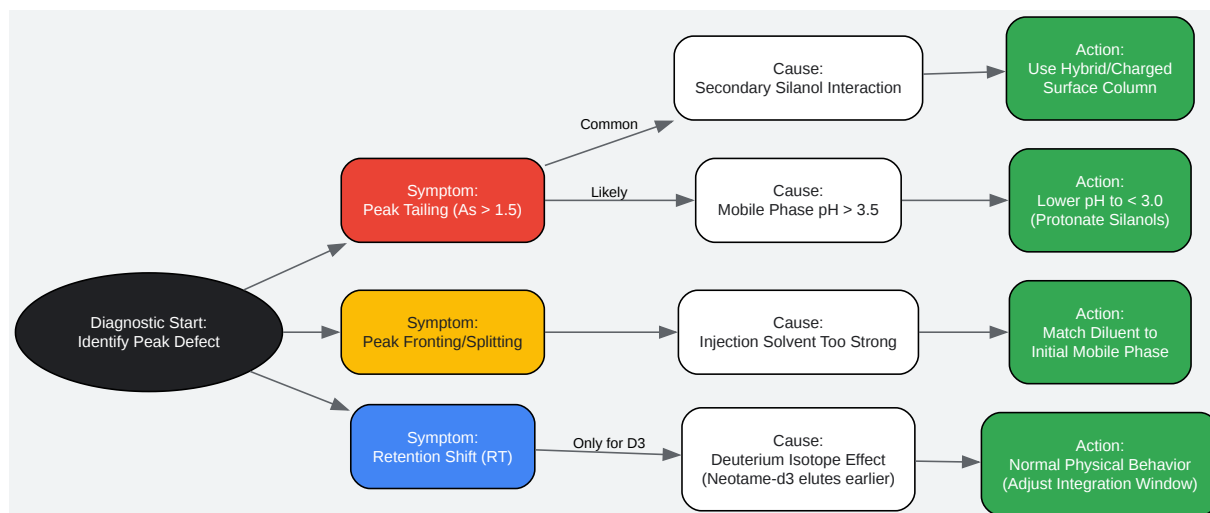 Diagnostic Start:
Identify Peak Defect
Symptom:
Peak Tailing (As > 1.5)
Common
Cause:
Secondary Silanol Interaction
Action:
Use Hybrid/Charged
Surface Column
Likely
Cause:
Mobile Phase pH > 3.5
Action:
Lower pH to < 3.0
(Protonate Silanols)
Symptom:
Peak Fronting/Splitting
Cause:
Injection Solvent Too Strong
Action:
Match Diluent to
Initial Mobile Phase
Symptom:
Retention Shift (RT)
Only for D3
Cause:
Deuterium Isotope Effect
(Neotame-d3 elutes earlier)
Action:
Normal Physical Behavior
(Adjust Integration Window)